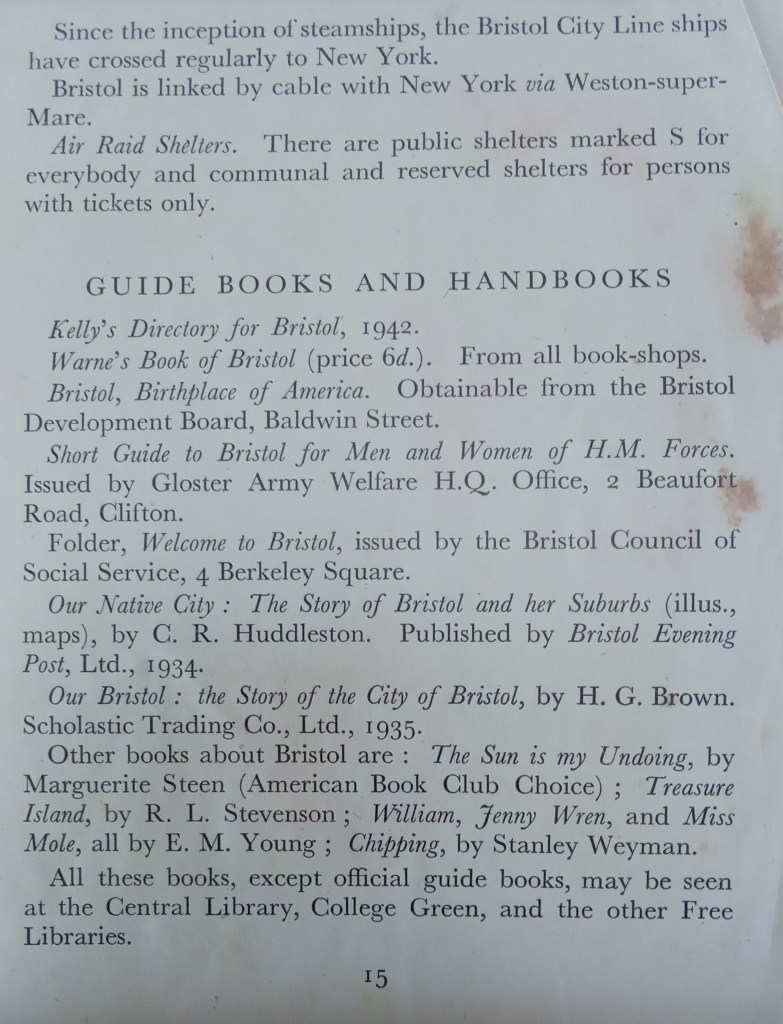 Since the inception of steamships, the Bristol City Line ships
have crossed regularly to New York.
Bristol is linked by cable with New York via Weston-super-
Mare.
Air Raid Shelters. There are public shelters marked S for
everybody and communal and reserved shelters for persons
with tickets only.
GUIDE BOOKS AND HANDBOOKS
Kelly's Directory for Bristol, 1942.
Warne's Book of Bristol (price 6d.). From all book-shops.
Bristol, Birthplace of America. Obtainable from the Bristol
Development Board, Baldwin Street.
Short Guide to Bristol for Men and Women of H.M. Forces.
Issued by Gloster Army Welfare H.Q. Office, 2 Beaufort
Road, Clifton.
Folder, Welcome to Bristol, issued by the Bristol Council of
Social Service, 4 Berkeley Square.
Our Native City : The Story of Bristol and her Suburbs (illus.,
maps), by C. R. Huddleston. Published by Bristol Evening
Post, Ltd., 1934.
Our Bristol : the Story of the City of Bristol, by H. G. Brown.
Scholastic Trading Co., Ltd., 1935.
Other books about Bristol are : The Sun is my Undoing, by
Marguerite Steen (American Book Club Choice) ; Treasure
Island, by R. L. Stevenson ; William, Jenny Wren, and Miss
Mole, all by E. M. Young ; Chipping, by Stanley Weyman.
All these books, except official guide books, may be seen
at the Central Library, College Green, and the other Free
Libraries.
15